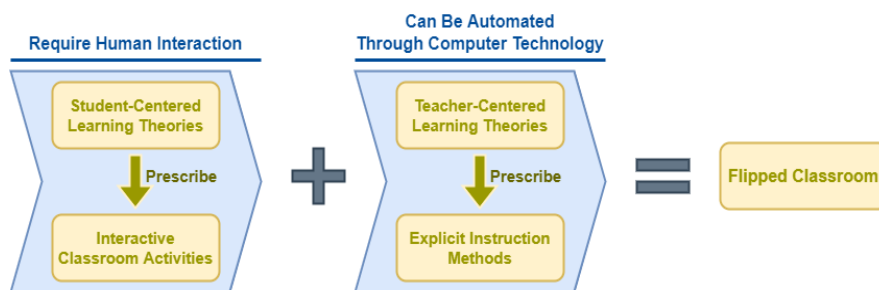 Require Human Interaction
Can Be Automated
Through Computer Technology
Student-Centered
Learning Theories
Prescribe
Interactive
Classroom Activities
Teacher-Centered
Learning Theories
Prescribe
Explicit Instruction
Methods
Flipped Classroom